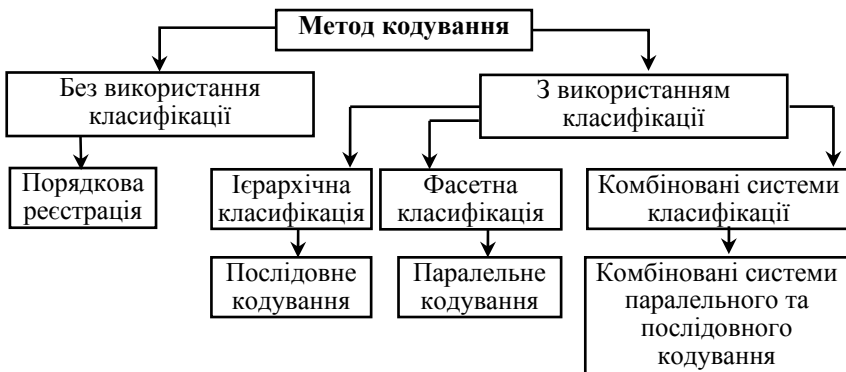 Метод кодування
Без використання
класифікації
З використанням
класифікації
Порядкова
реєстрація
Ієрархічна
класифікація
Фасетна
класифікація
Комбіновані системи
класифікації
Послідовне
кодування
Паралельне
кодування
Комбіновані системи
паралельного та
послідовного
кодування